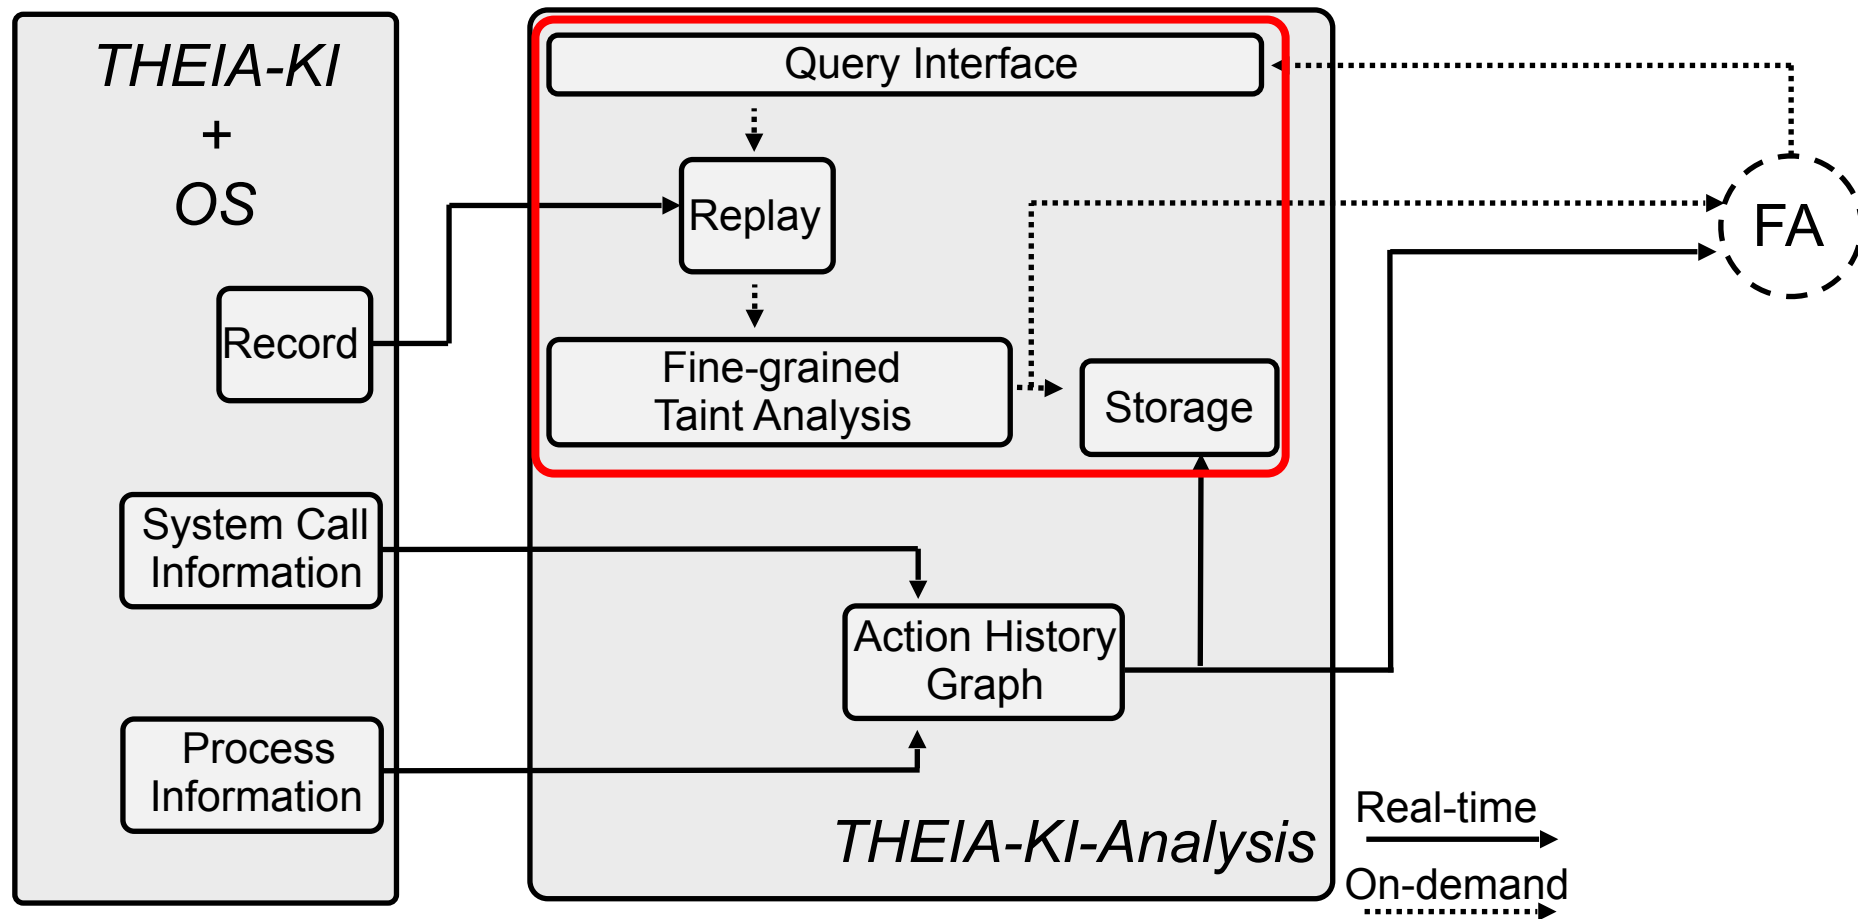 THEIA-KI
+
OS
Record
System Call
Information
Process
Information
Query Interface
Replay
Fine-grained
Taint Analysis
Storage
Action History
Graph
THEIA-KI-Analysis
FA
Real-time
On-demand